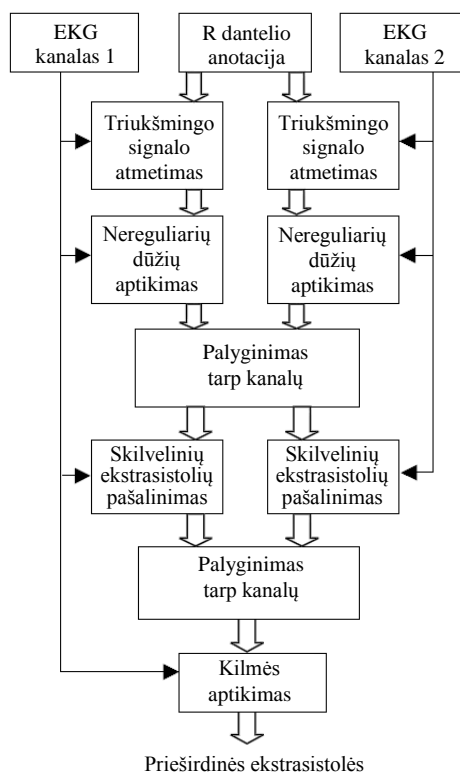 EKG
kanalas 1
R dantelio
anotacija
EKG
kanalas 2
Triukšmingo
signalo
atmetimas
Triukšmingo
signalo
atmetimas
Nereguliarių
dūžių
aptikimas
Nereguliarių
dūžių
aptikimas
Palyginimas
tarp kanalų
Skilvelinių
ekstrasistolių
pašalinimas
Skilvelinių
ekstrasistolių
pašalinimas
Palyginimas
tarp kanalų
Kilmės
aptikimas
Prieširdinės ekstrasistolės